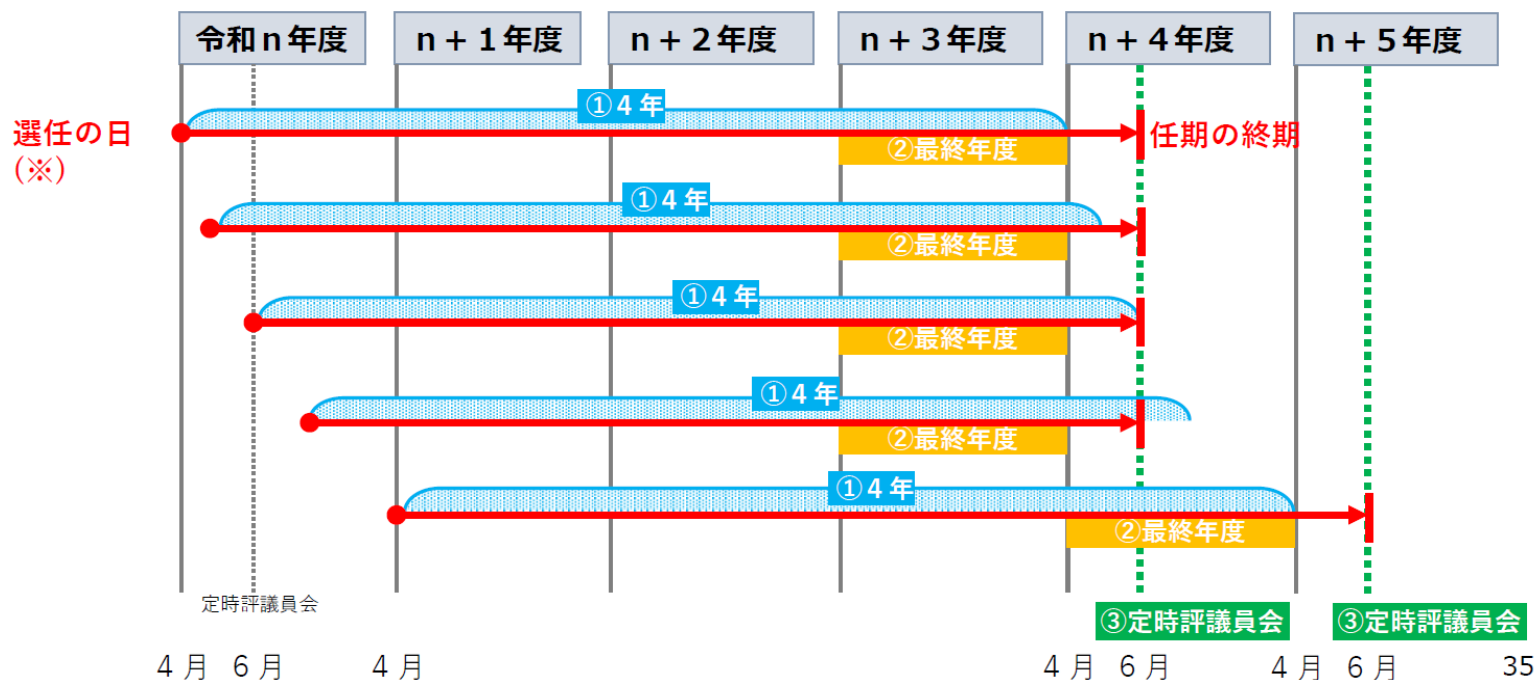 令和ｎ年度
ｎ＋１年度
ｎ＋２年度
ｎ＋３年度
ｎ＋４年度
ｎ＋５年度
選任の日
(※)
①４年
②最終年度
任期の終期
①４年
②最終年度
①４年
②最終年度
①４年
②最終年度
①４年
②最終年度
定時評議員会
③定時評議員会
③定時評議員会
４月
６月
４月
４月
６月
４月
６月
35